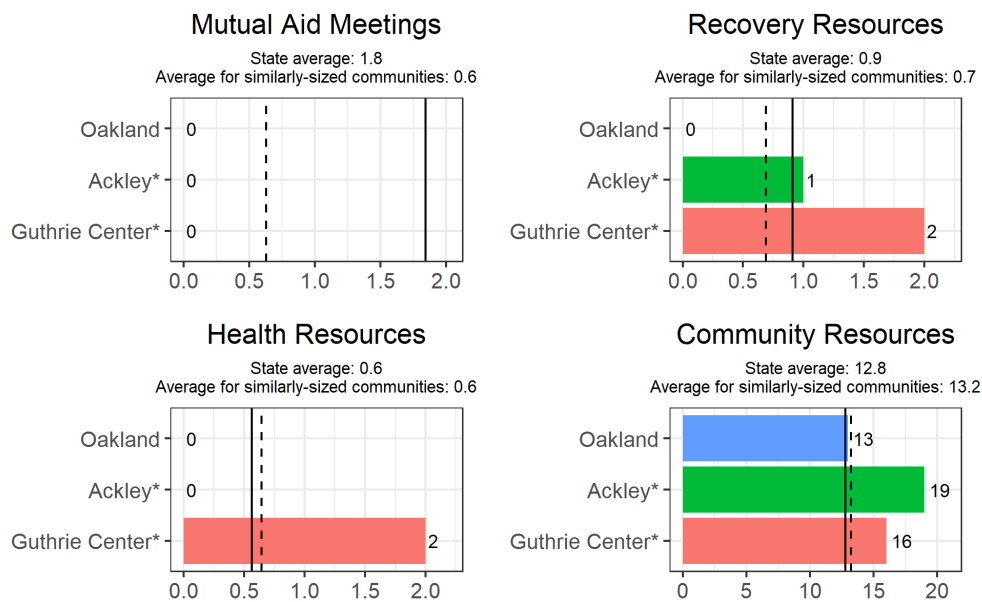 Mutual Aid Meetings
State average: 1.8
Average for similarly-sized communities: 0.6
Oakland
0
Ackley*
0
Guthrie Center*
0
0.0 0.5 1.0 1.5 2.0
Recovery Resources
State average: 0.9
Average for similarly-sized communities: 0.7
Oakland
0
Ackley*
1
Guthrie Center*
2
0.0 0.5 1.0 1.5 2.0
Health Resources
State average: 0.6
Average for similarly-sized communities: 0.6
Oakland
0
Ackley*
0
Guthrie Center*
2
0.0 0.5 1.0 1.5 2.0
Community Resources
State average: 12.8
Average for similarly-sized communities: 13.2
Oakland
13
Ackley*
19
Guthrie Center*
16
0 5 10 15 20